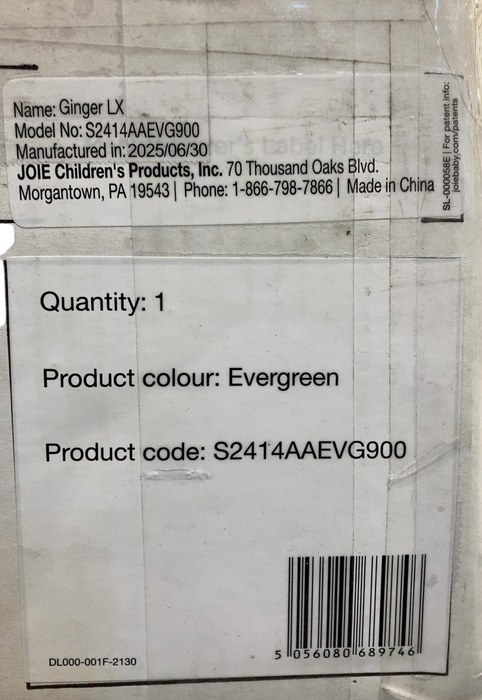 Name: Ginger LX
Model No: S2414AAEVG900
Manufactured in: 2025/06/30
JOIE Children's Products, Inc. 70 Thousand Oaks Blvd.
Morgantown, PA 19543 | Phone: 1-866-798-7866 | Made in China
SL-000058E | For patent info:
joiebaby.com/patents
Quantity: 1
Product colour: Evergreen
Product code: S2414AAEVG900
5 056080 689746
DL000-001F-2130